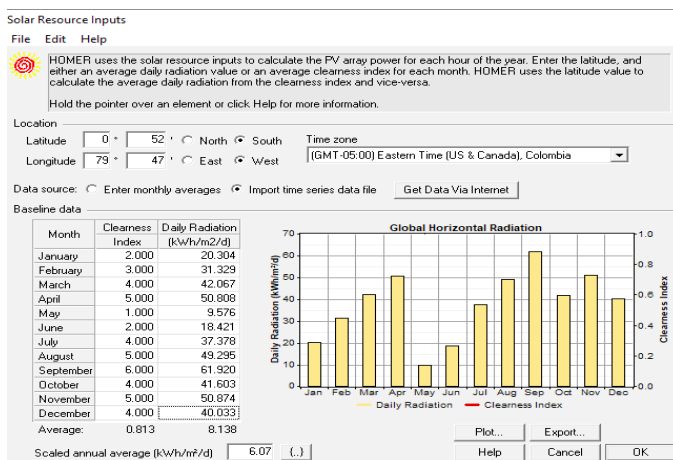 Solar Resource Inputs
File Edit Help
HOMER uses the solar resource inputs to calculate the PV array power for each hour of the year. Enter the latitude, and
either an average daily radiation value or an average clearness index for each month. HOMER uses the latitude value to
calculate the average daily radiation from the clearness index and vice-versa.
Hold the pointer over an element or click Help for more information.
Location
Latitude 0 ° 52 ' North South
Time zone
Longitude 79 ° 47 ' East West
(GMT-05:00) Eastern Time (US & Canada), Colombia
Data source: Enter monthly averages Import time series data file Get Data Via Internet
Baseline data
Month Clearness Index Daily Radiation (kWh/m2/d)
January 2.000 20.304
February 3.000 31.329
March 4.000 42.067
April 5.000 50.808
May 1.000 9.576
June 2.000 18.421
July 4.000 37.378
August 5.000 49.295
September 6.000 61.920
October 4.000 41.603
November 5.000 50.874
December 4.000 40.033
Average: 0.813 8.138
Scaled annual average (kWh/m²/d) 6.07 {..}
Global Horizontal Radiation
Daily Radiation (kWh/m²/d)
70
60
50
40
30
20
10
0
1.0
0.8
0.6
0.4
0.2
0.0
Clearness Index
Jan Feb Mar Apr May Jun Jul Aug Sep Oct Nov Dec
Daily Radiation Clearness Index
Plot... Export...
Help Cancel OK